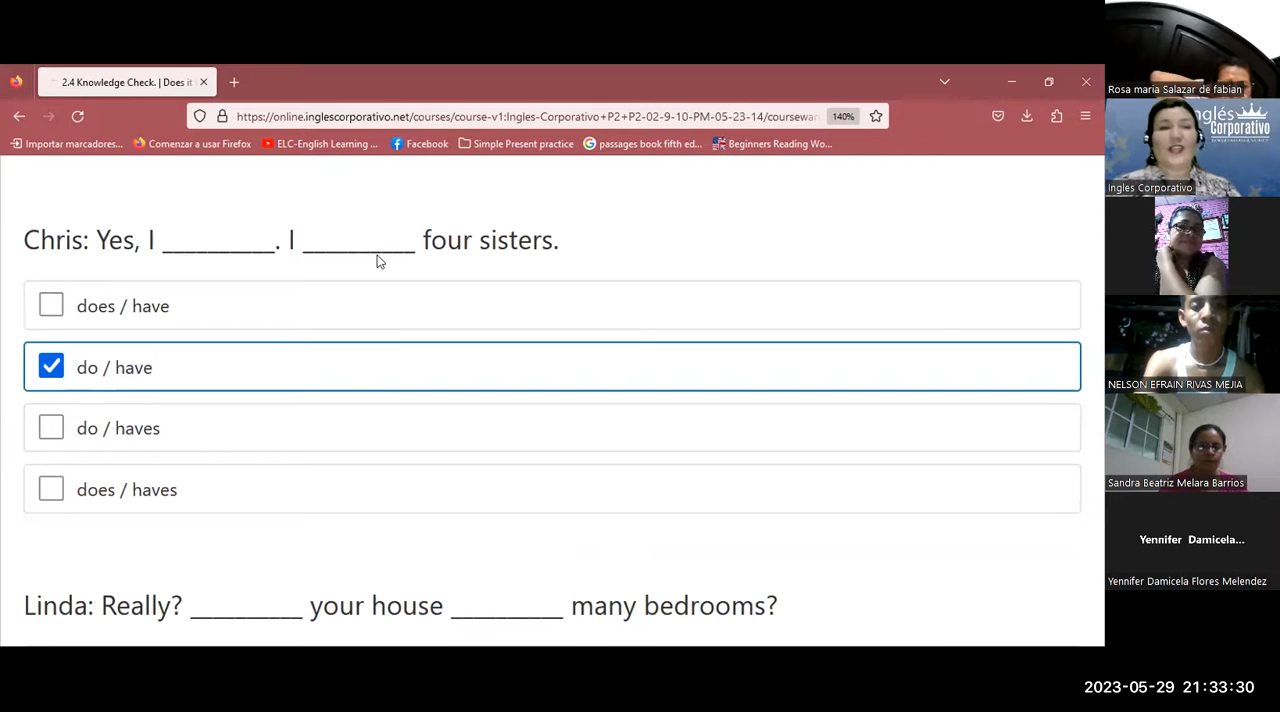 2.4 Knowledge Check. | Does it
https://online.inglescorporativo.net/courses/course-v1:Ingles-Corporativo+P2+P2-02-9-10-PM-05-23-14/coursewar
140%
Importar marcadores...
Comenzar a usar Firefox
ELC-English Learning ...
Facebook
Simple Present practice
passages book fifth ed...
Beginners Reading Wo...
Chris: Yes, I __________. I __________ four sisters.
does / have
do / have
do / haves
does / haves
Linda: Really? __________ your house __________ many bedrooms?
Rosa maria Salazar de fabian
Inglés
Corporativo
Ingles Corporativo
NELSON EFRAIN RIVAS MEJIA
Sandra Beatriz Melara Barrios
Yennifer Damicela...
Yennifer Damicela Flores Melendez
2023-05-29 21:33:30